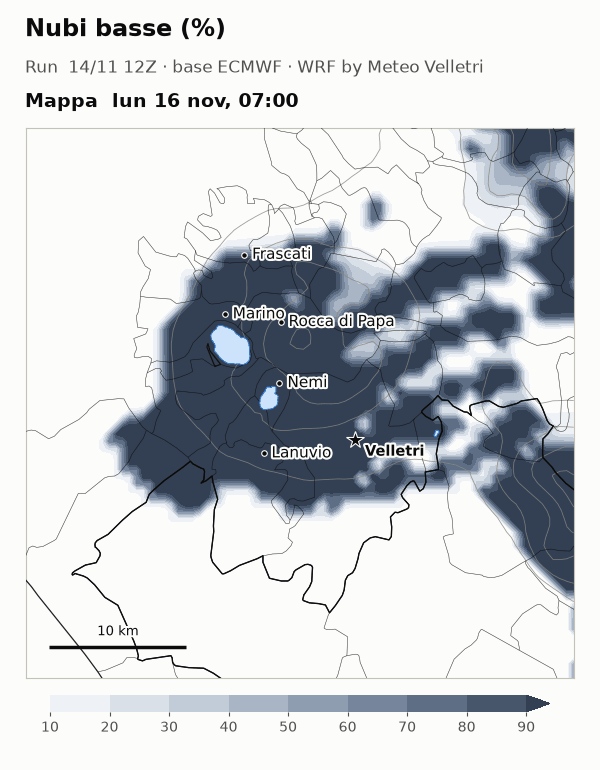 Nubi basse (%)
Run  14/11 12Z · base ECMWF · WRF by Meteo Velletri
Mappa  lun 16 nov, 07:00
Frascati
Marino
Rocca di Papa
Nemi
Velletri
Lanuvio
10 km
10 20 30 40 50 60 70 80 90